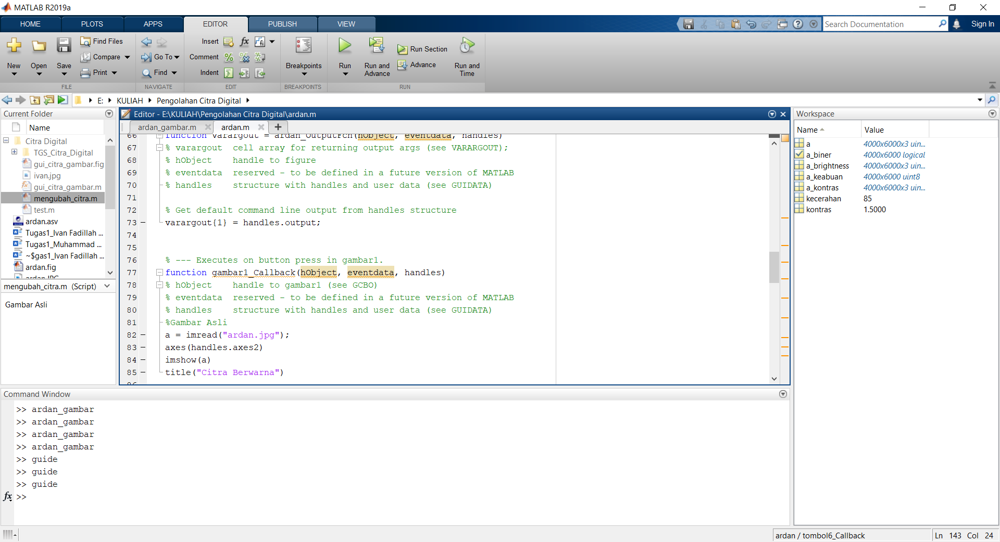 MATLAB R2019a
HOME PLOTS APPS EDITOR PUBLISH VIEW
Search Documentation
Sign In
New
Open
Save
Find Files
Compare
Print
FILE
Go To
Find
NAVIGATE
Insert
Comment
Indent
EDIT
Breakpoints
BREAKPOINTS
Run
Run and Advance
Run Section
Advance
Run and Time
RUN
E: KULIAH Pengolahan Citra Digital
Current Folder
Name
Citra Digital
TGS_Citra_Digital
gui_citra_gambar.fig
ivan.jpg
gui_citra_gambar.m
mengubah_citra.m
test.m
ardan.asv
Tugas1_Ivan Fadillah ...
Tugas1_Muhammad ...
~$gas1_Ivan Fadillah ...
ardan.fig
ardan.JPG
mengubah_citra.m (Script)
Gambar Asli
Editor - E:\KULIAH\Pengolahan Citra Digital\ardan.m
ardan_gambar.m ardan.m
66 function varargout = ardan_OutputFcn(hObject, eventdata, handles)
67 % varargout  cell array for returning output args (see VARARGOUT);
68 % hObject    handle to figure
69 % eventdata  reserved - to be defined in a future version of MATLAB
70 % handles    structure with handles and user data (see GUIDATA)
71
72 % Get default command line output from handles structure
73 varargout{1} = handles.output;
74
75
76 % --- Executes on button press in gambar1.
77 function gambar1_Callback(hObject, eventdata, handles)
78 % hObject    handle to gambar1 (see GCBO)
79 % eventdata  reserved - to be defined in a future version of MATLAB
80 % handles    structure with handles and user data (see GUIDATA)
81 %Gambar Asli
82 a = imread("ardan.jpg");
83 axes(handles.axes2)
84 imshow(a)
85 title("Citra Berwarna")
86
Command Window
>> ardan_gambar
>> ardan_gambar
>> ardan_gambar
>> ardan_gambar
>> guide
>> guide
>> guide
fx >>
Workspace
Name Value
a 4000x6000x3 uin...
a_biner 4000x6000 logical
a_brightness 4000x6000x3 uin...
a_keabuan 4000x6000 uint8
a_kontras 4000x6000x3 uin...
kecerahan 85
kontras 1.5000
ardan / tombol6_Callback
Ln 143 Col 24